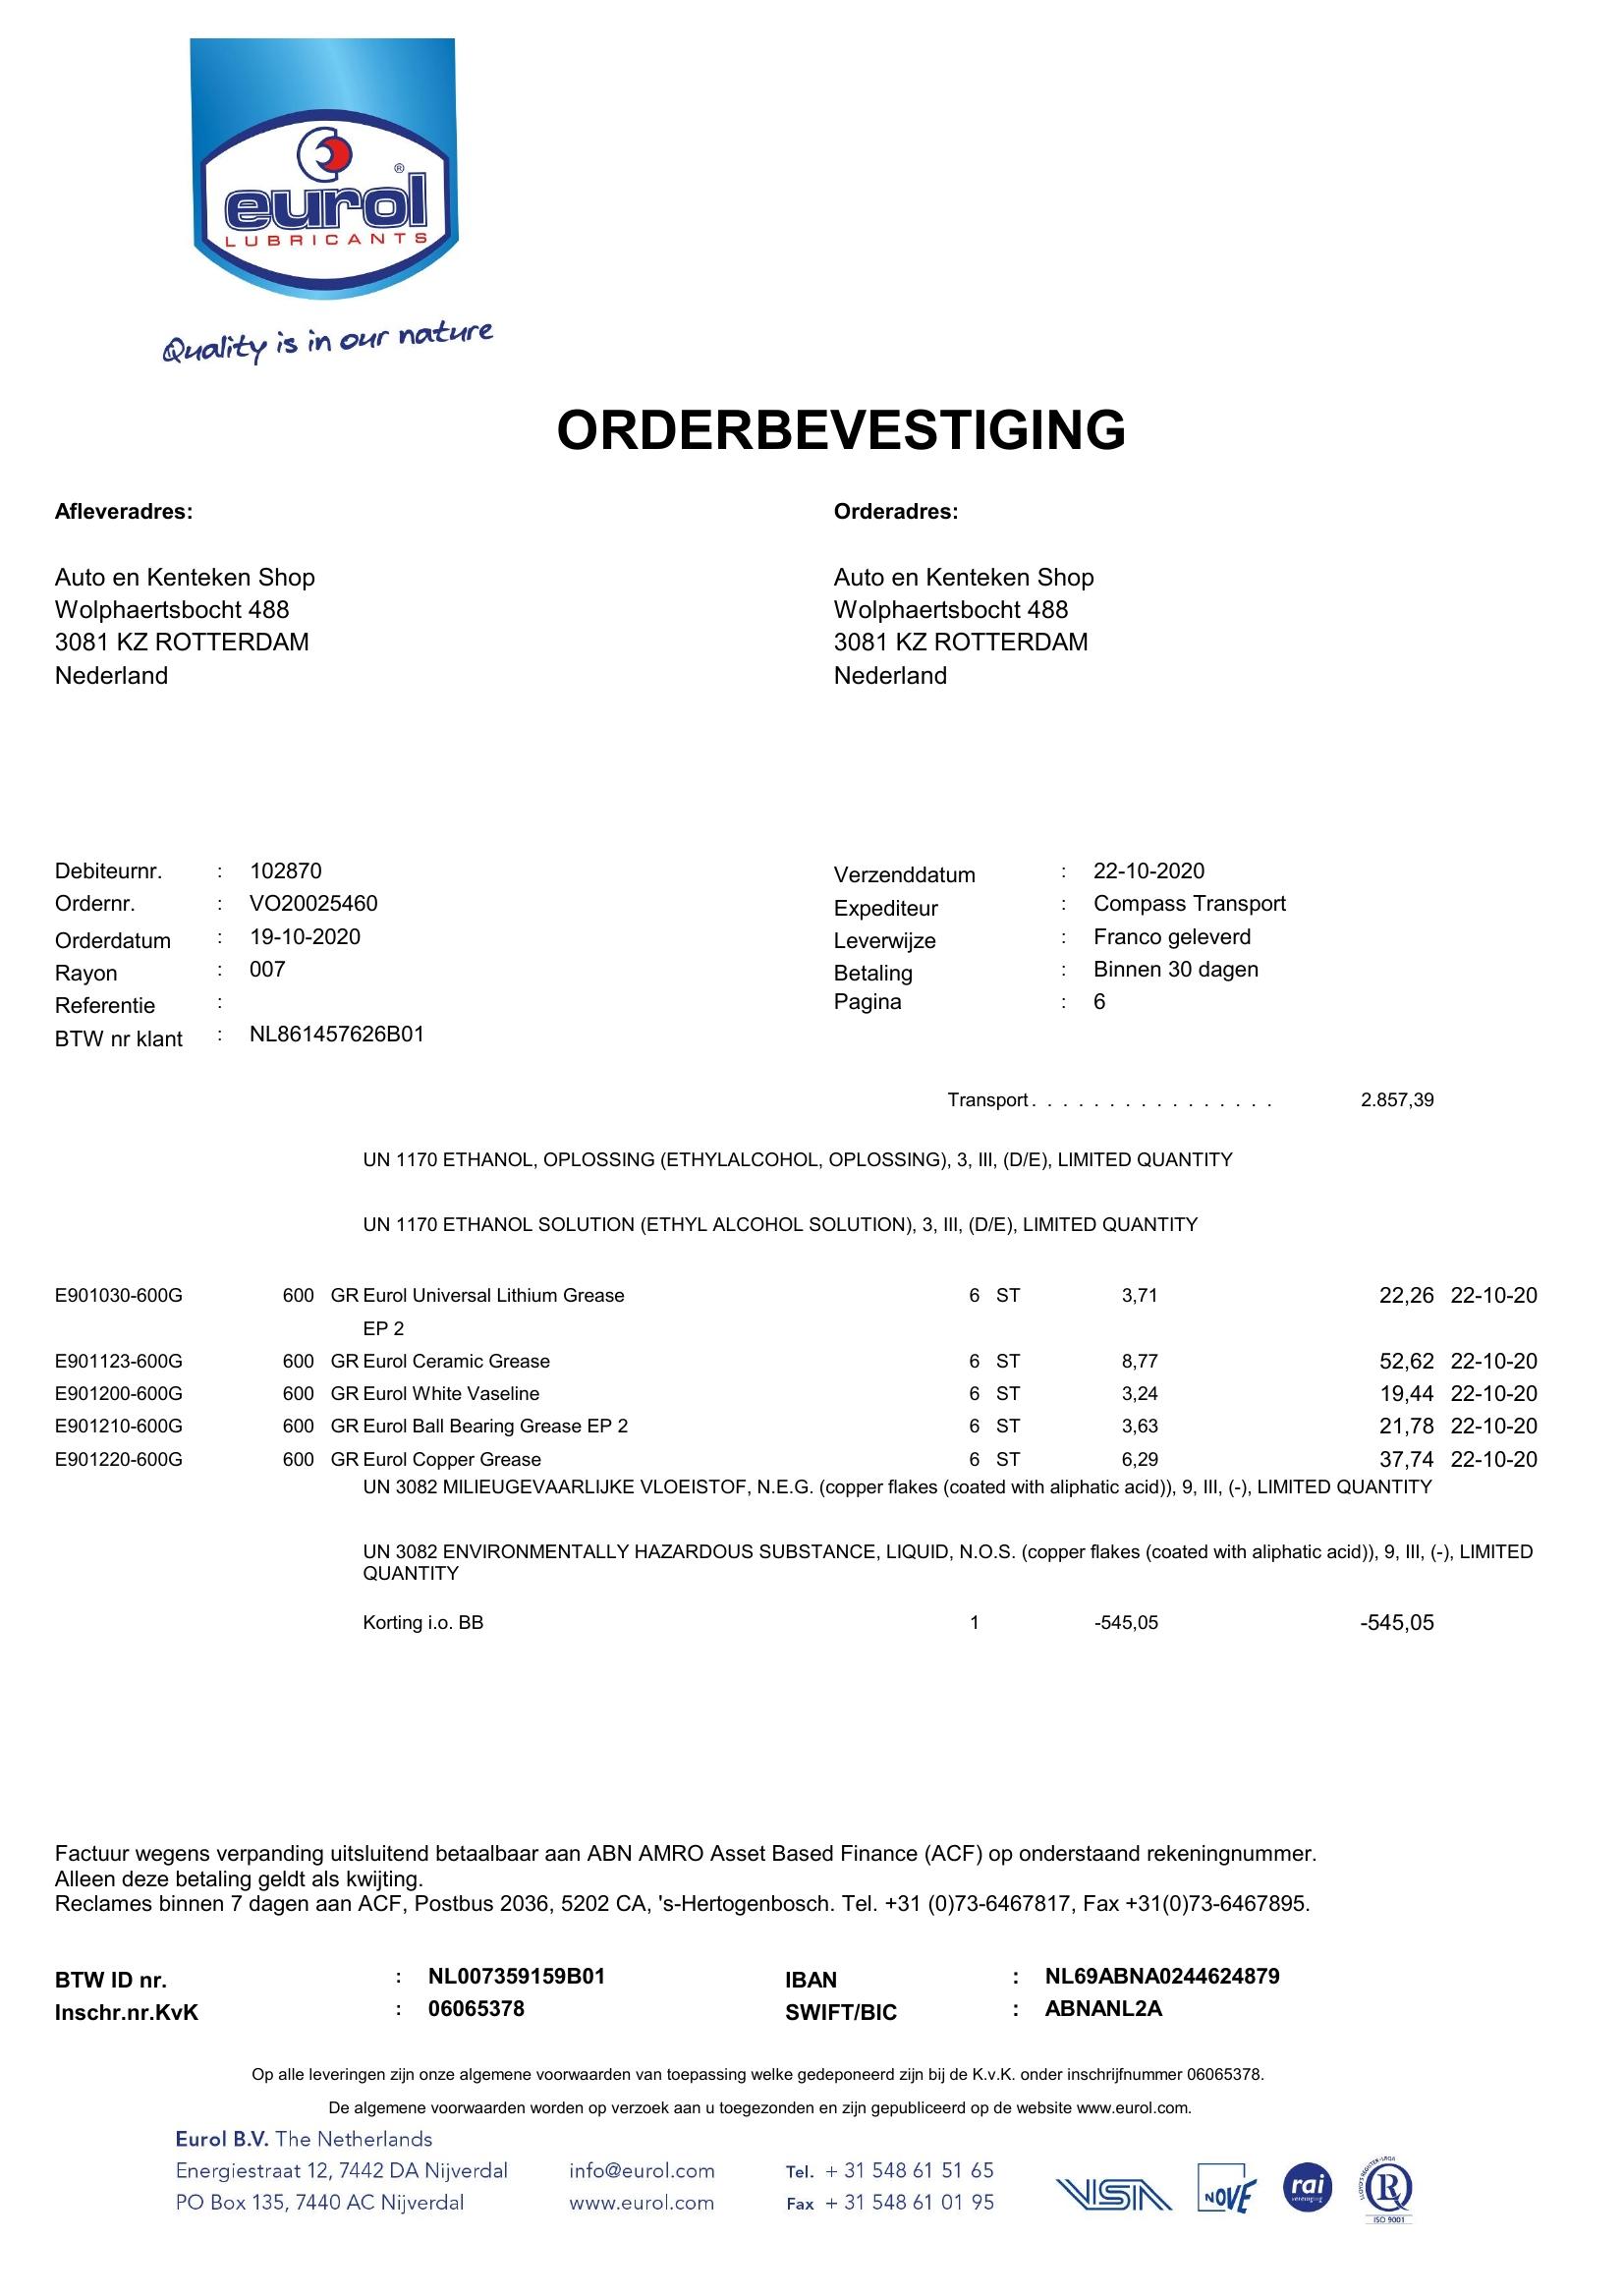 eurol
®
LUBRICANTS
Quality is in our nature
ORDERBEVESTIGING
Afleveradres: Orderadres:
Auto en Kenteken Shop Auto en Kenteken Shop
Wolphaertsbocht 488 Wolphaertsbocht 488
3081 KZ ROTTERDAM 3081 KZ ROTTERDAM
Nederland Nederland
Debiteurnr. : 102870 Verzenddatum : 22-10-2020
Ordernr. : VO20025460 Expediteur : Compass Transport
Orderdatum : 19-10-2020 Leverwijze : Franco geleverd
Rayon : 007 Betaling : Binnen 30 dagen
Referentie : Pagina : 6
BTW nr klant : NL861457626B01
Transport . . . . . . . . . . . . . . . . 2.857,39
UN 1170 ETHANOL, OPLOSSING (ETHYLALCOHOL, OPLOSSING), 3, III, (D/E), LIMITED QUANTITY
UN 1170 ETHANOL SOLUTION (ETHYL ALCOHOL SOLUTION), 3, III, (D/E), LIMITED QUANTITY
E901030-600G 600 GR Eurol Universal Lithium Grease 6 ST 3,71 22,26 22-10-20
EP 2
E901123-600G 600 GR Eurol Ceramic Grease 6 ST 8,77 52,62 22-10-20
E901200-600G 600 GR Eurol White Vaseline 6 ST 3,24 19,44 22-10-20
E901210-600G 600 GR Eurol Ball Bearing Grease EP 2 6 ST 3,63 21,78 22-10-20
E901220-600G 600 GR Eurol Copper Grease 6 ST 6,29 37,74 22-10-20
UN 3082 MILIEUGEVAARLIJKE VLOEISTOF, N.E.G. (copper flakes (coated with aliphatic acid)), 9, III, (-), LIMITED QUANTITY
UN 3082 ENVIRONMENTALLY HAZARDOUS SUBSTANCE, LIQUID, N.O.S. (copper flakes (coated with aliphatic acid)), 9, III, (-), LIMITED
QUANTITY
Korting i.o. BB 1 -545,05 -545,05
Factuur wegens verpanding uitsluitend betaalbaar aan ABN AMRO Asset Based Finance (ACF) op onderstaand rekeningnummer.
Alleen deze betaling geldt als kwijting.
Reclames binnen 7 dagen aan ACF, Postbus 2036, 5202 CA, 's-Hertogenbosch. Tel. +31 (0)73-6467817, Fax +31(0)73-6467895.
BTW ID nr. : NL007359159B01 IBAN : NL69ABNA0244624879
Inschr.nr.KvK : 06065378 SWIFT/BIC : ABNANL2A
Op alle leveringen zijn onze algemene voorwaarden van toepassing welke gedeponeerd zijn bij de K.v.K. onder inschrijfnummer 06065378.
De algemene voorwaarden worden op verzoek aan u toegezonden en zijn gepubliceerd op de website www.eurol.com.
Eurol B.V. The Netherlands
Energiestraat 12, 7442 DA Nijverdal info@eurol.com Tel. + 31 548 61 51 65
PO Box 135, 7440 AC Nijverdal www.eurol.com Fax + 31 548 61 01 95
VSN NOVE rai vereniging R ISO 9001